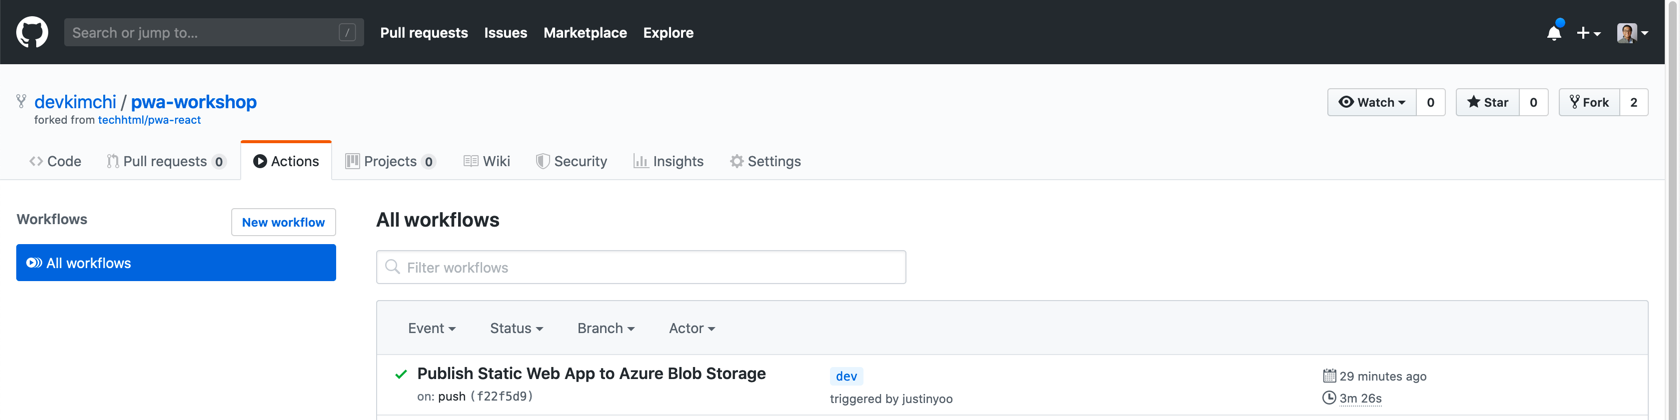 Search or jump to... /
Pull requests Issues Marketplace Explore
devkimchi / pwa-workshop
forked from techhtml/pwa-react
Watch 0 Star 0 Fork 2
Code Pull requests 0 Actions Projects 0 Wiki Security Insights Settings
Workflows New workflow
All workflows
All workflows
Filter workflows
Event Status Branch Actor
Publish Static Web App to Azure Blob Storage
on: push (f22f5d9)
dev
triggered by justinyoo
29 minutes ago
3m 26s